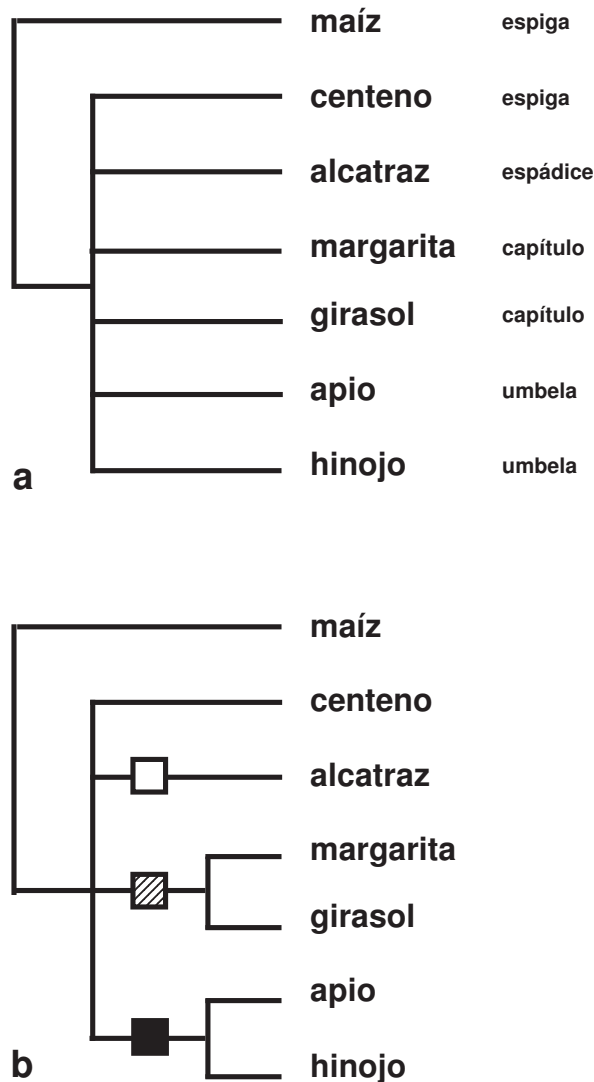 maíz espiga
centeno espiga
alcatraz espádice
margarita capítulo
girasol capítulo
apio umbela
hinojo umbela
a
maíz
centeno
alcatraz
margarita
girasol
apio
hinojo
b